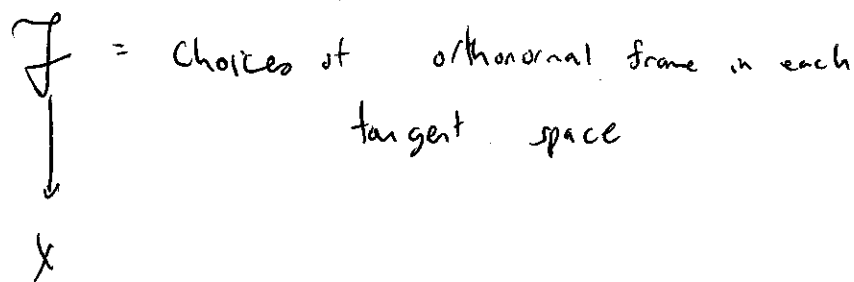 ℱ = Choices of orthonormal frame in each
tangent space
X